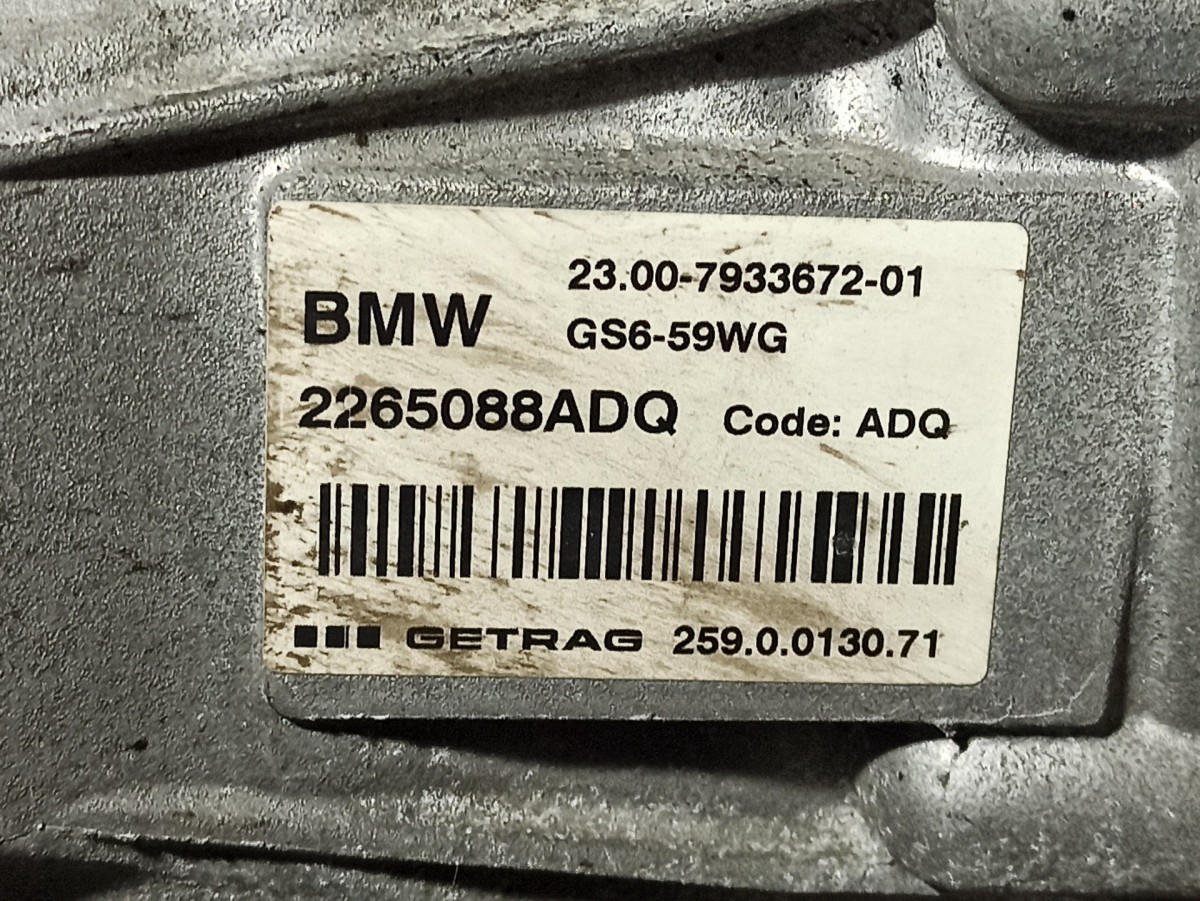 23.00-7933672-01
BMW GS6-59WG
2265088ADQ Code: ADQ
GETRAG 259.0.0130.71